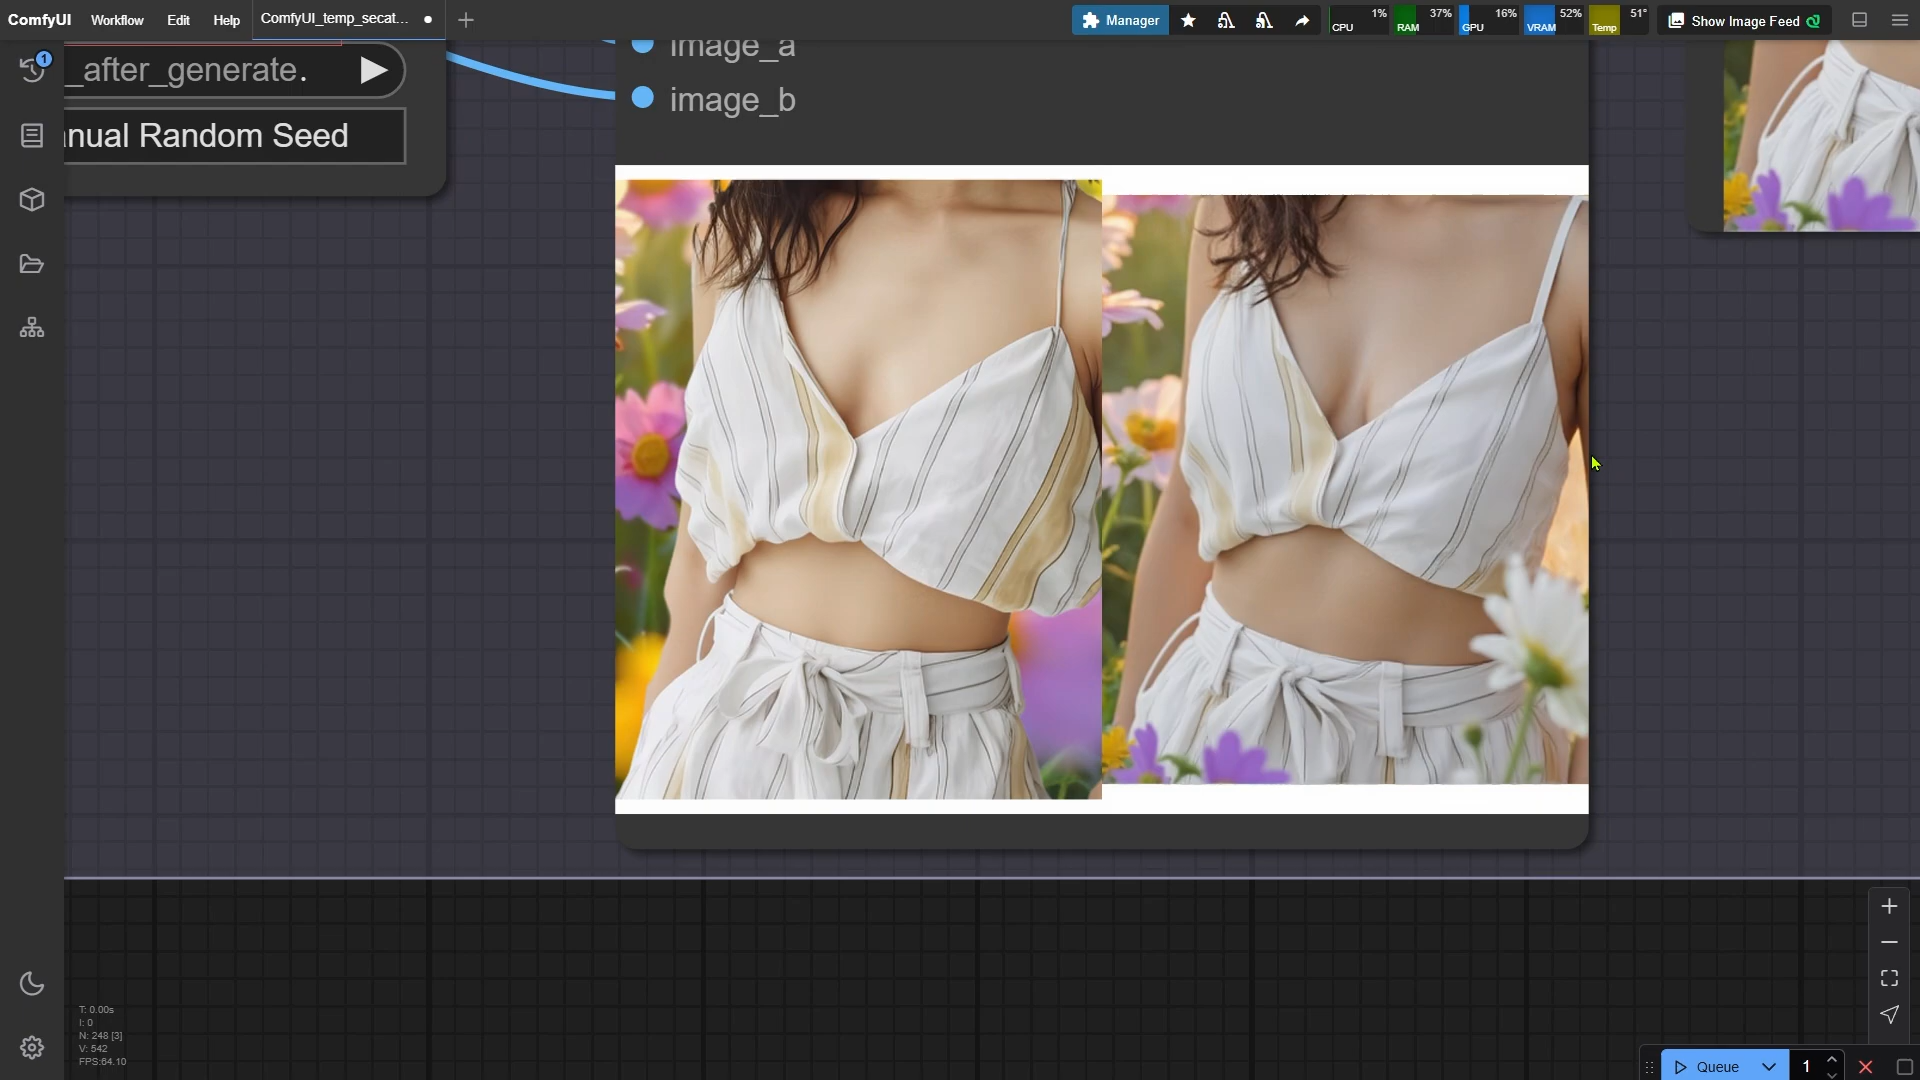 ComfyUI Workflow Edit Help ComfyUI_temp_secat... Manager CPU 1% RAM 37% GPU 16% VRAM 52% Temp 51° Show Image Feed
1
_after_generate.
nual Random Seed
image_a
image_b
T: 0.00s
I: 0
N: 248 [3]
V: 542
FPS:64.10
Queue 1